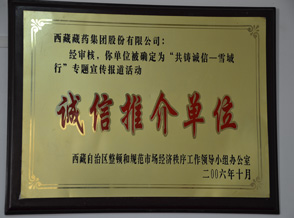 西藏藏药集团股份有限公司：
经审核，你单位被确定为“共铸诚信—雪域
行”专题宣传报道活动
诚信推介单位
西藏自治区整顿和规范市场经济秩序工作领导小组办公室
二00六年十月